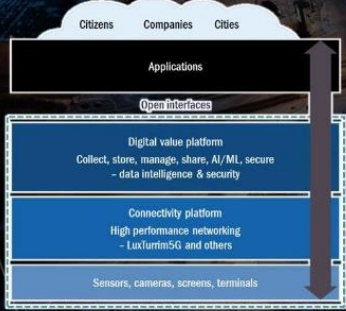 Citizens Companies Cities
Applications
Open interfaces
Digital value platform
Collect, store, manage, share, AI/ML, secure
– data intelligence & security
Connectivity platform
High performance networking
– LuxTurrim5G and others
Sensors, cameras, screens, terminals